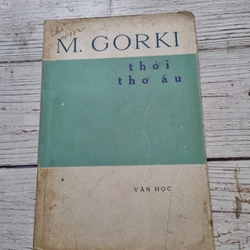 M. GORKI
thời
thơ ấu
VĂN HỌC